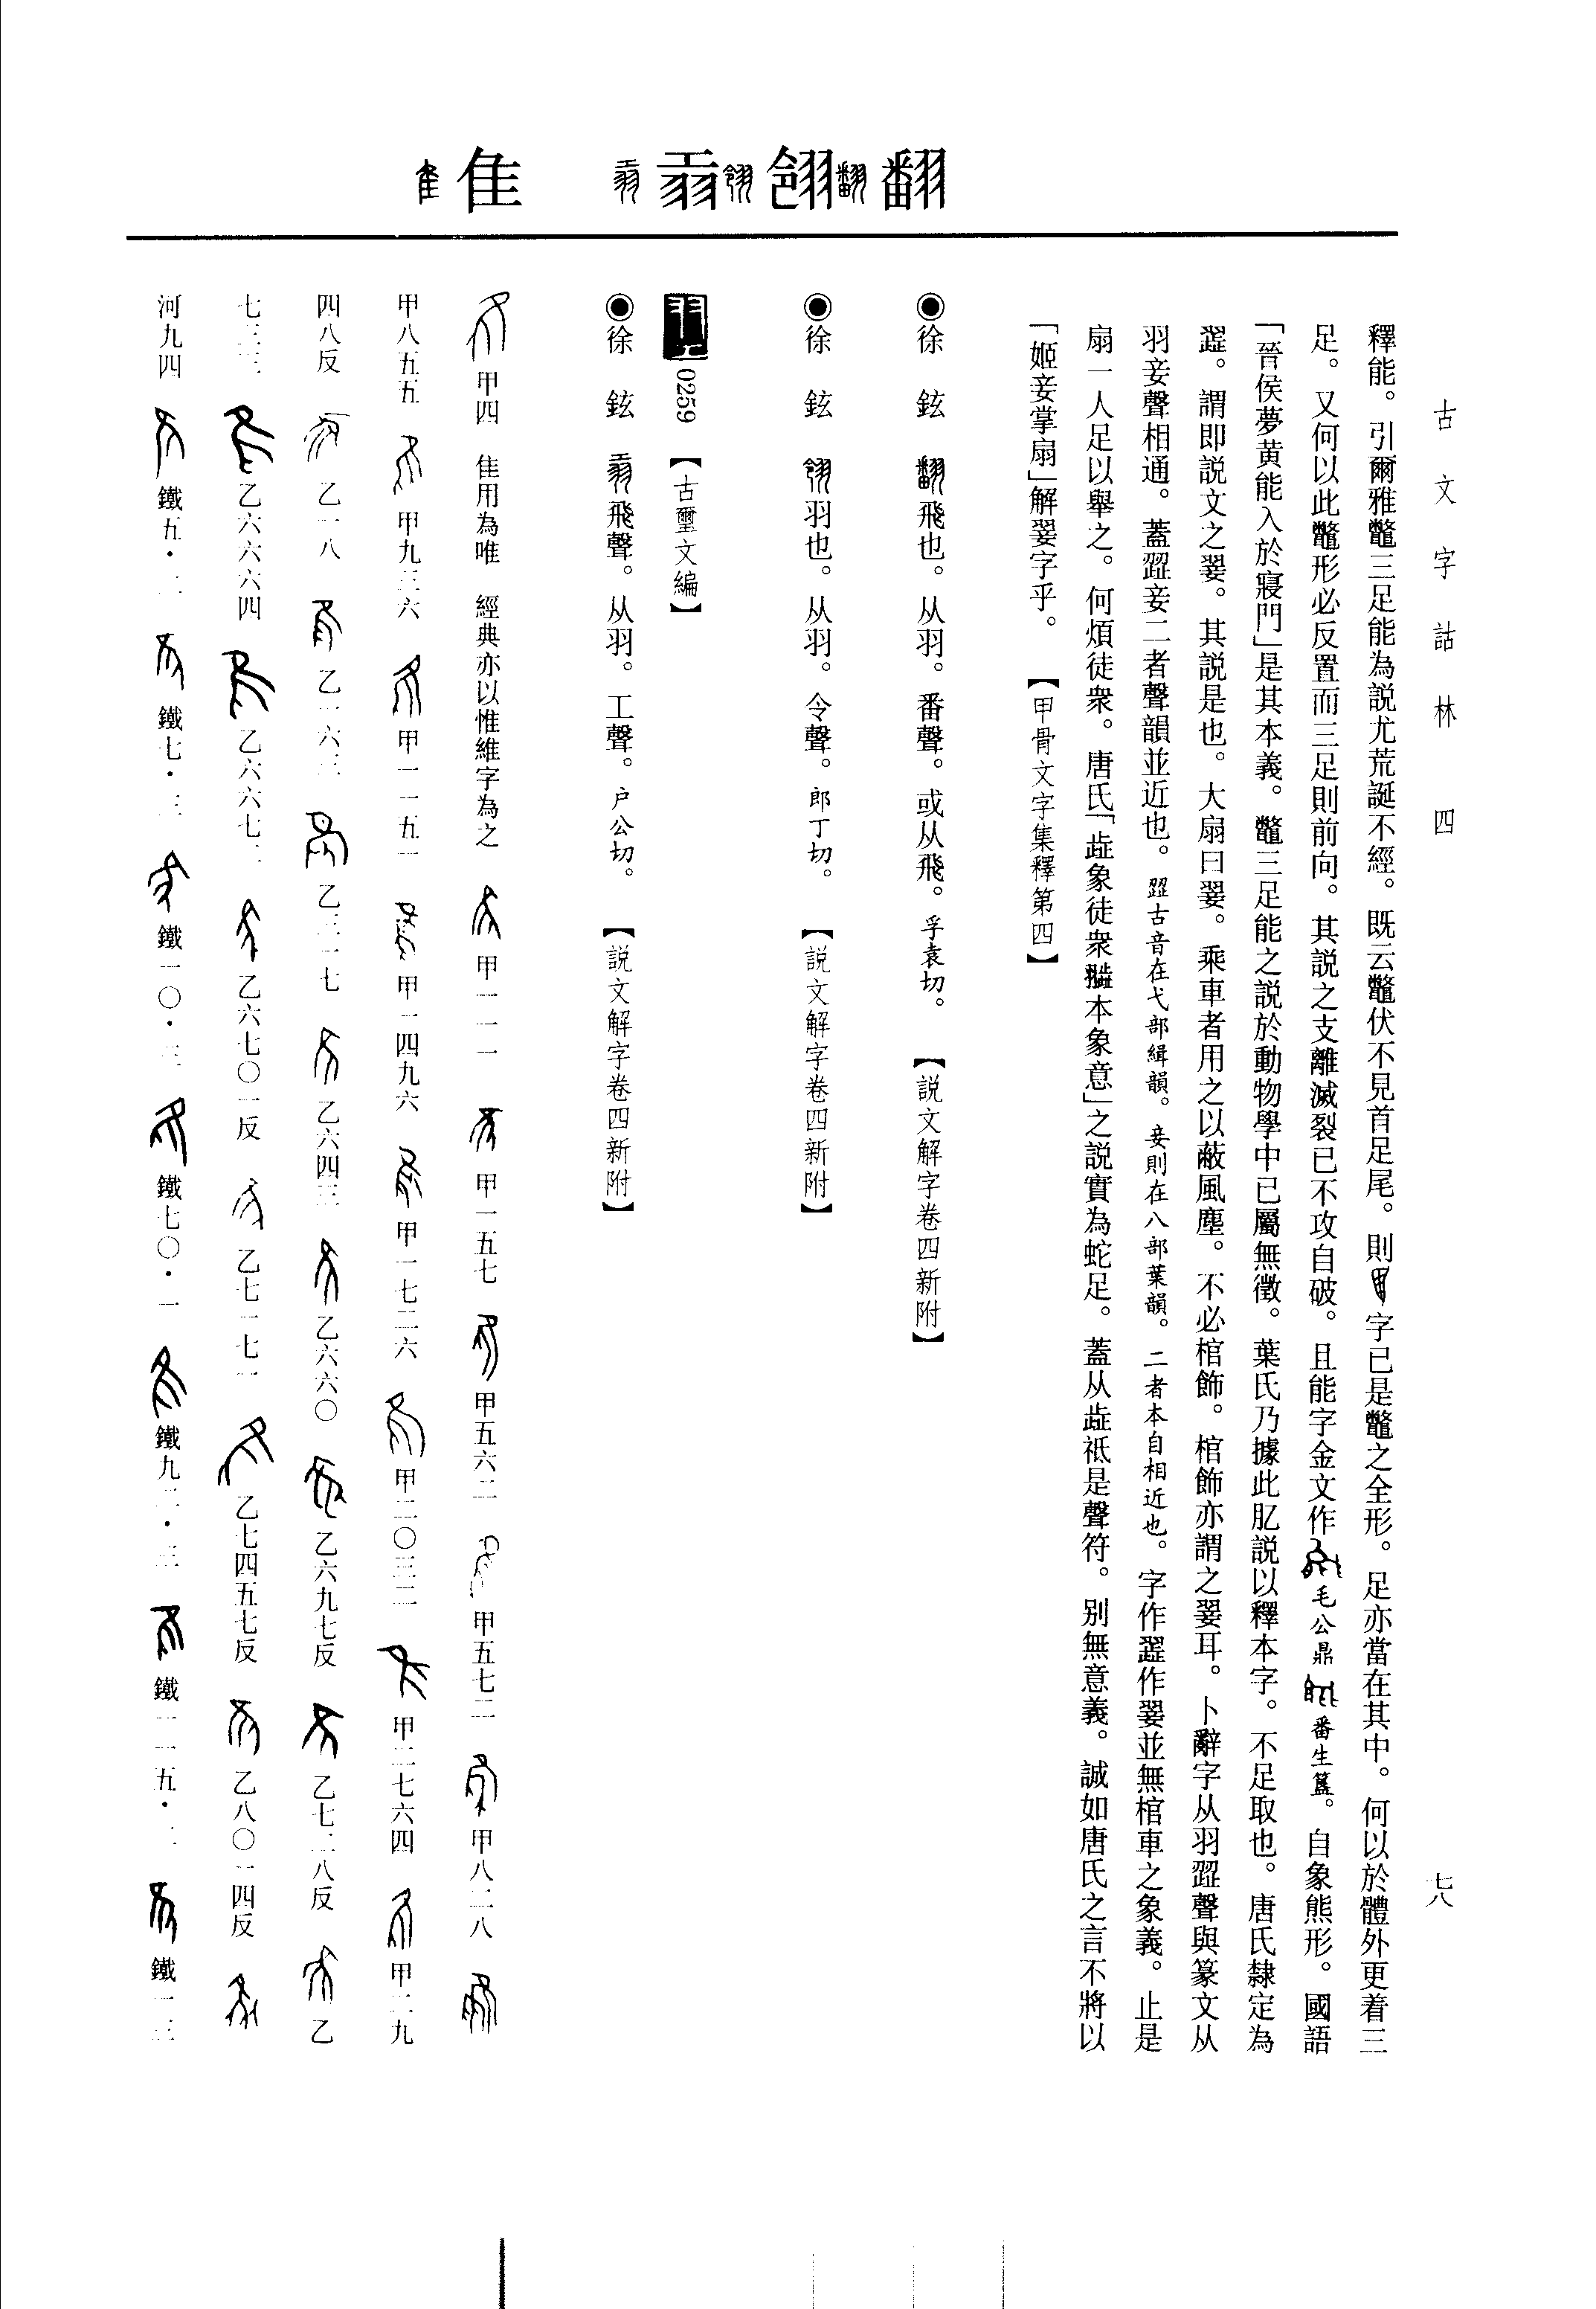 古文字詁林 四
七八
翻 翎 䍔 隹
釋能。引爾雅鼈三足能為説尤荒誕不經。既云鼈伏不見首足尾。則字已是鼈之全形。足亦當在其中。何以於體外更着三
足。又何以此鼈形必反置而三足則前向。其説之支離滅裂已不攻自破。且能字金文作毛公鼎番生簋。自象熊形。國語
「晉侯夢黄能入於寢門」是其本義。鼈三足能之説於動物學中已屬無徵。葉氏乃據此肊説以釋本字。不足取也。唐氏隸定為
。謂即説文之翣。其説是也。大扇曰翣。乘車者用之以蔽風塵。不必棺飾。棺飾亦謂之翣耳。卜辭字从羽歰聲與篆文从
羽妾聲相通。蓋歰妾二者聲韻並近也。歰古音在弋部緝韻。妾則在八部葉韻。二者本自相近也。字作作翣並無棺車之象義。止是
扇一人足以舉之。何煩徒衆。唐氏「歮象徒衆本象意」之説實為蛇足。蓋从歮祇是聲符。别無意義。誠如唐氏之言不將以
「姬妾掌扇」解翣字乎。 【甲骨文字集釋第四】
◉徐 鉉 飛也。从羽。番聲。或从飛。孚袁切。 【説文解字卷四新附】
◉徐 鉉 羽也。从羽。令聲。郎丁切。 【説文解字卷四新附】
0259 【古璽文編】
◉徐 鉉 飛聲。从羽。工聲。户公切。 【説文解字卷四新附】
甲四 隹用為唯 經典亦以惟維字為之 甲一一一 甲一五七 甲五六二 甲五七二 甲八二八
甲八五五 甲九三六 甲一一五一 甲一四九六 甲一七二六 甲二〇三二 甲二七六四 甲二九
四八反 乙一八 乙一六三 乙三一七 乙六四三 乙六六〇 乙六九七反 乙七二八反 乙
七三三 乙六六六四 乙六六七二 乙六七〇一反 乙七一七一 乙七四五七反 乙八〇一四反
河九四 鐵五·二 鐵七·三 鐵一〇·三 鐵七〇·一 鐵九二·三 鐵一一五·二 鐵一三